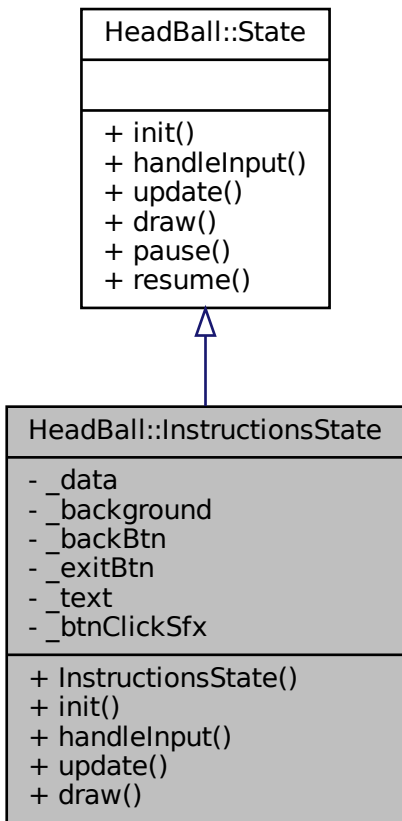 HeadBall::State
+ init()
+ handleInput()
+ update()
+ draw()
+ pause()
+ resume()
HeadBall::InstructionsState
- _data
- _background
- _backBtn
- _exitBtn
- _text
- _btnClickSfx
+ InstructionsState()
+ init()
+ handleInput()
+ update()
+ draw()